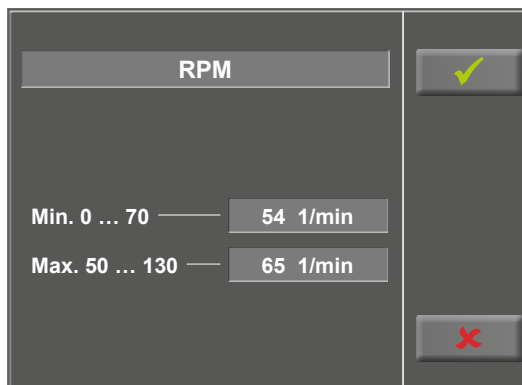 RPM
Min. 0 … 70 54 1/min
Max. 50 … 130 65 1/min